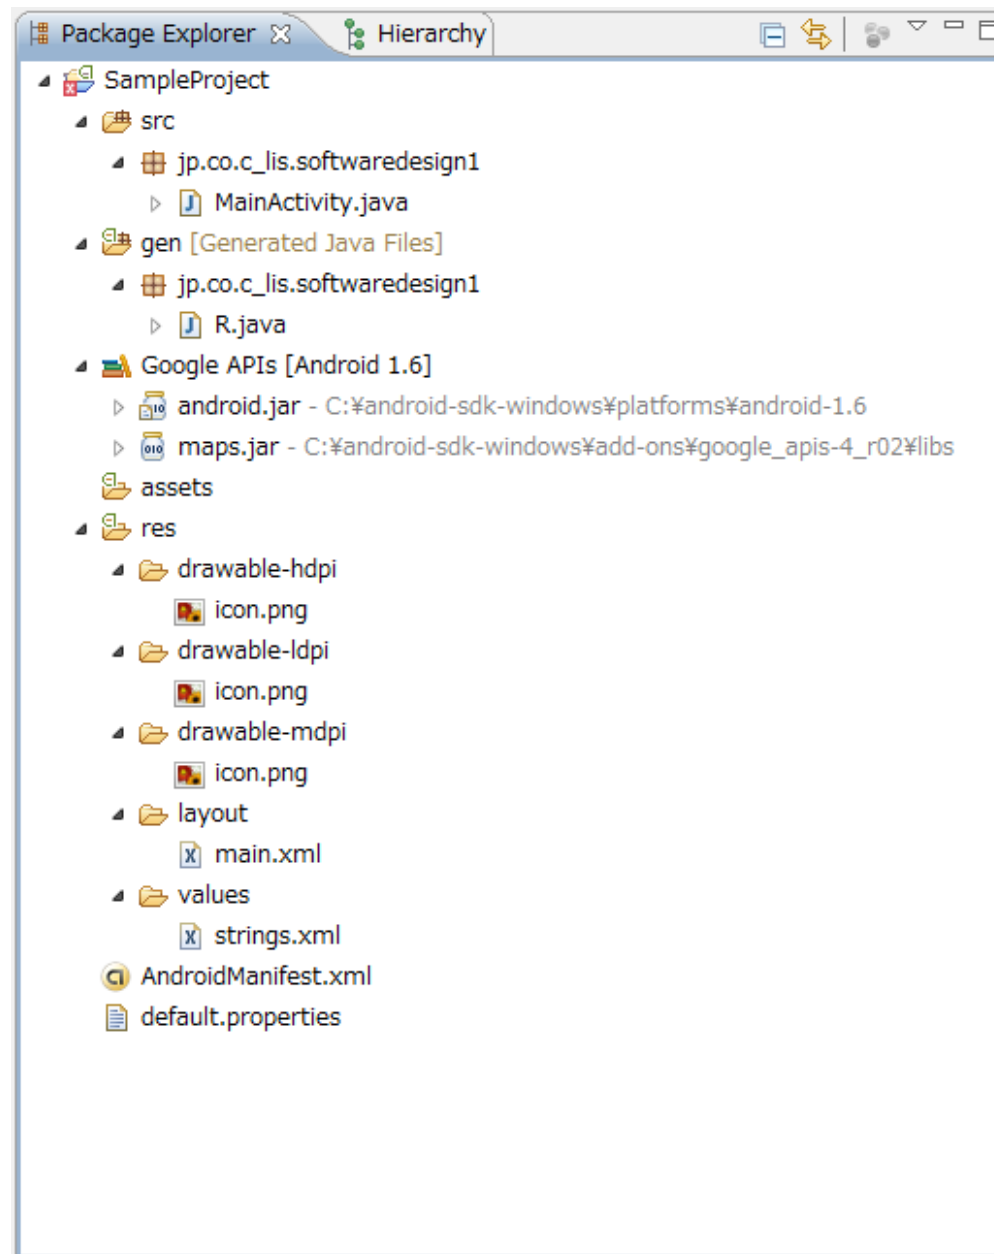 Package Explorer Hierarchy
SampleProject
src
jp.co.c_lis.softwaredesign1
MainActivity.java
gen [Generated Java Files]
jp.co.c_lis.softwaredesign1
R.java
Google APIs [Android 1.6]
android.jar - C:¥android-sdk-windows¥platforms¥android-1.6
maps.jar - C:¥android-sdk-windows¥add-ons¥google_apis-4_r02¥libs
assets
res
drawable-hdpi
icon.png
drawable-ldpi
icon.png
drawable-mdpi
icon.png
layout
main.xml
values
strings.xml
AndroidManifest.xml
default.properties